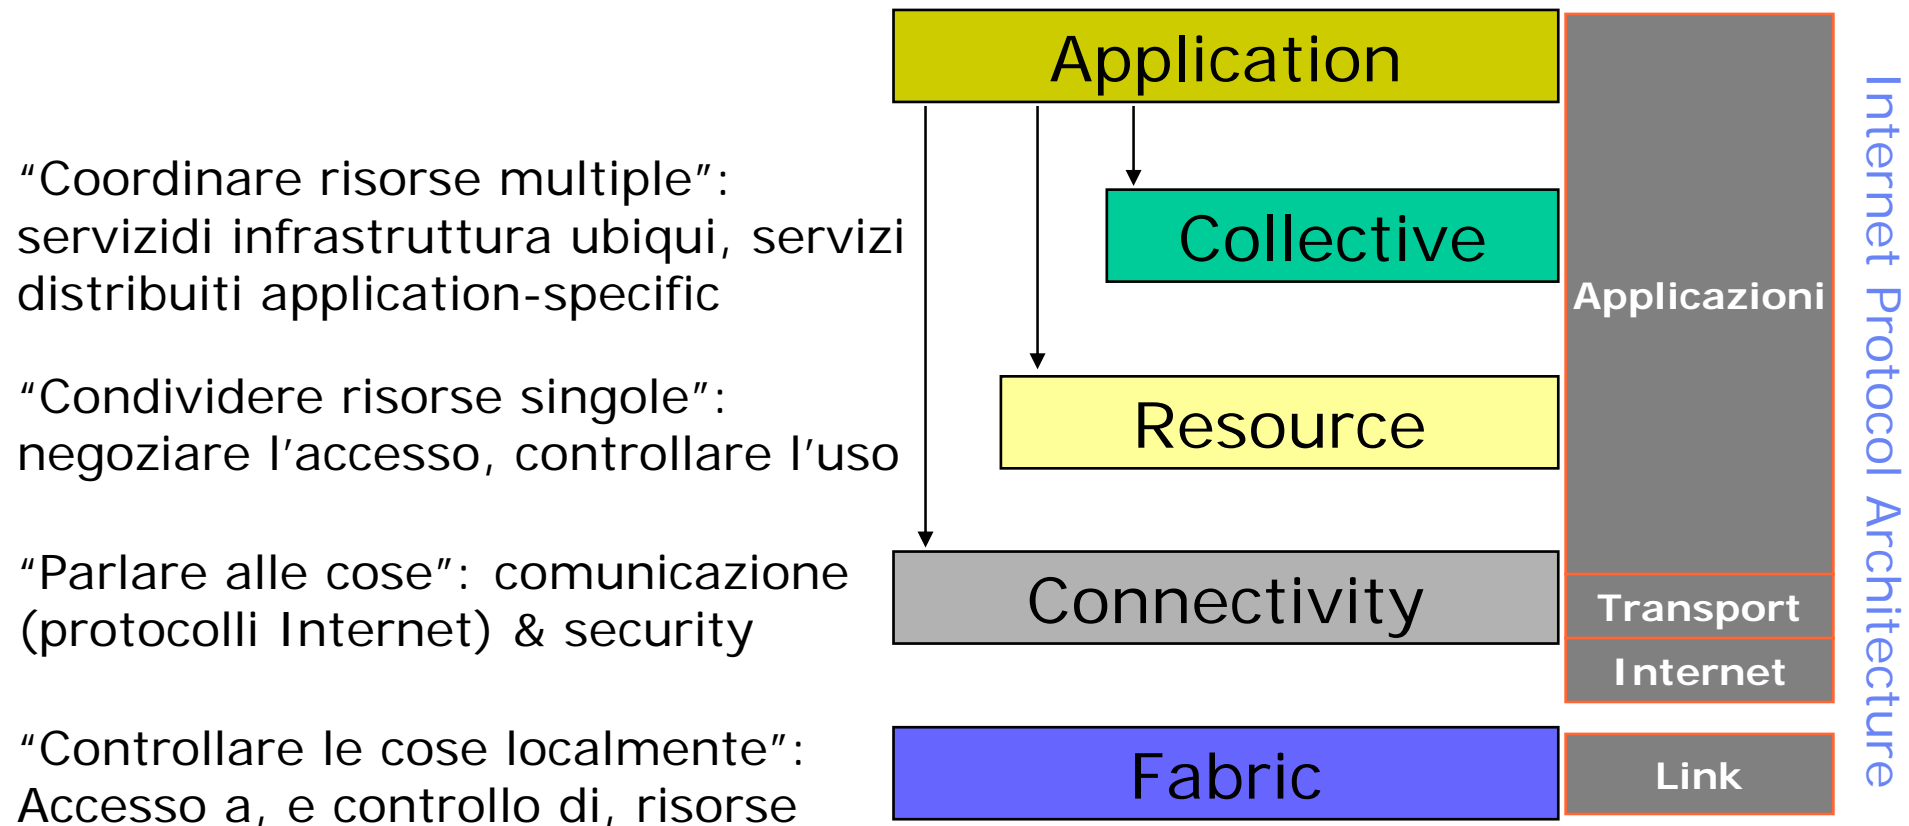 Application
“Coordinare risorse multiple”:
servizidi infrastruttura ubiqui, servizi
distribuiti application-specific
Collective
“Condividere risorse singole”:
negoziare l’accesso, controllare l’uso
Resource
“Parlare alle cose”: comunicazione
(protocolli Internet) & security
Connectivity
“Controllare le cose localmente”:
Accesso a, e controllo di, risorse
Fabric
Applicazioni
Transport
Internet
Link
Internet Protocol Architecture